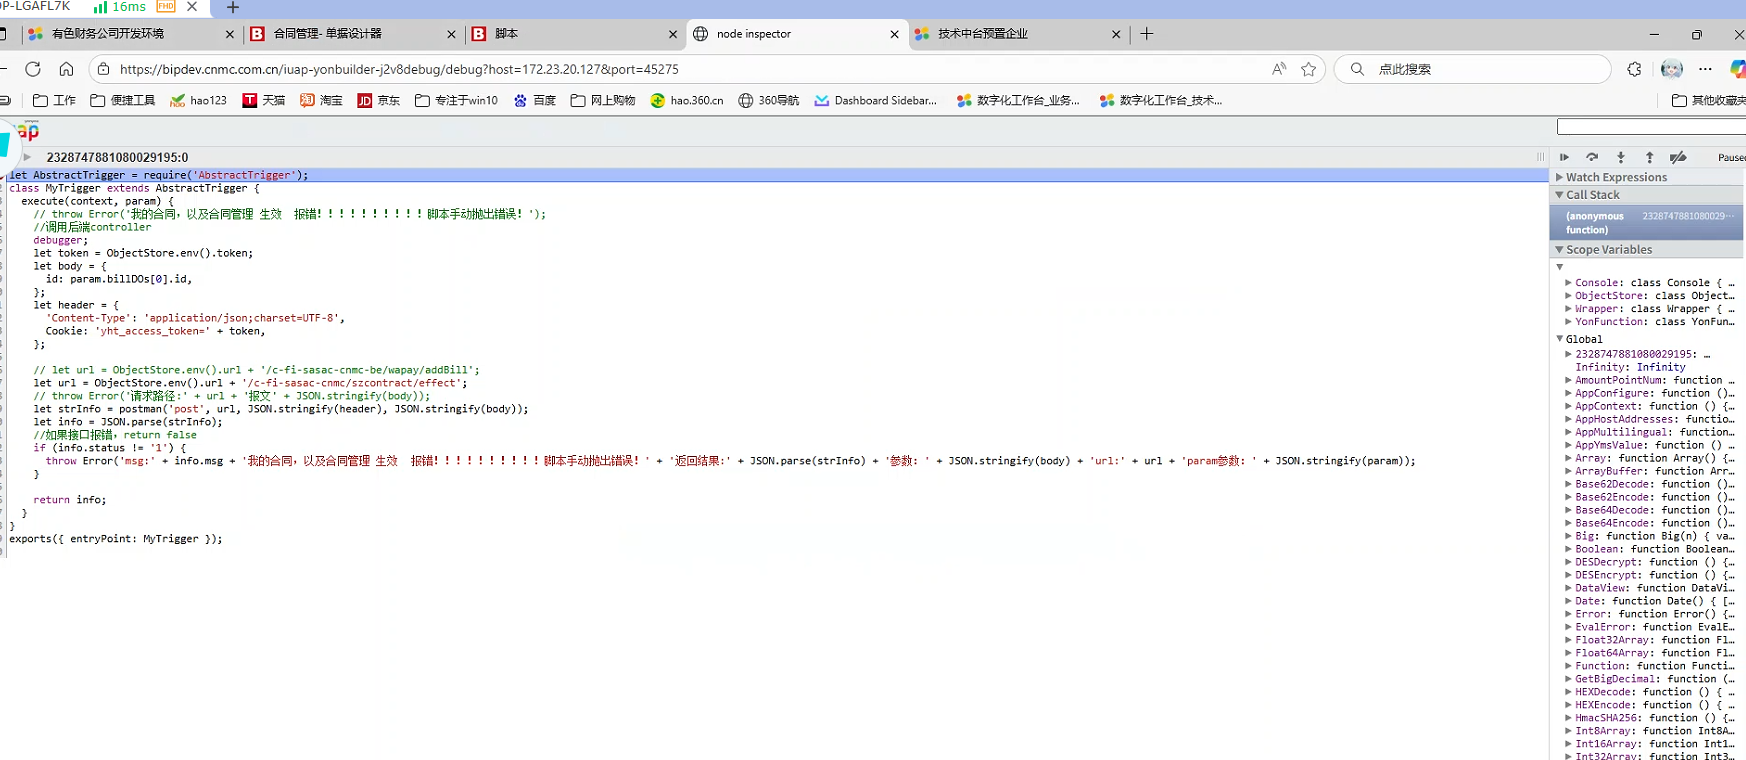 OP-LGAFL7K 16ms FHD
有色财务公司开发环境 合同管理- 单据设计器 脚本 node inspector 技术中台预置企业
https://bipdev.cnmc.com.cn/iuap-yonbuilder-j2v8debug/debug?host=172.23.20.127&port=45275 点此搜索
工作 便捷工具 hao123 天猫 淘宝 京东 专注于win10 百度 网上购物 hao.360.cn 360导航 Dashboard Sidebar... 数字化工作台_业务... 数字化工作台_技术... 其他收藏夹
2328747881080029195:0
Paused
let AbstractTrigger = require('AbstractTrigger');
class MyTrigger extends AbstractTrigger {
execute(context, param) {
// throw Error('我的合同, 以及合同管理 生效  报错!!!!!!!!!!脚本手动抛出错误!');
//调用后端controller
debugger;
let token = ObjectStore.env().token;
let body = {
id: param.billDOs[0].id,
};
let header = {
'Content-Type': 'application/json;charset=UTF-8',
Cookie: 'yht_access_token=' + token,
};
// let url = ObjectStore.env().url + '/c-fi-sasac-cnmc-be/wapay/addBill';
let url = ObjectStore.env().url + '/c-fi-sasac-cnmc/szcontract/effect';
// throw Error('请求路径:' + url + '报文' + JSON.stringify(body));
let strInfo = postman('post', url, JSON.stringify(header), JSON.stringify(body));
let info = JSON.parse(strInfo);
//如果接口报错, return false
if (info.status != '1') {
throw Error('msg:' + info.msg + '我的合同, 以及合同管理 生效  报错!!!!!!!!!!脚本手动抛出错误!' + '返回结果:' + JSON.parse(strInfo) + '参数: ' + JSON.stringify(body) + 'url:' + url + 'param参数: ' + JSON.stringify(param));
}
return info;
}
}
exports({ entryPoint: MyTrigger });
Watch Expressions
Call Stack
(anonymous function) 2328747881080029...
Scope Variables
Console: class Console { …
ObjectStore: class Object…
Wrapper: class Wrapper { …
YonFunction: class YonFun…
Global
2328747881080029195: …
Infinity: Infinity
AmountPointNum: function …
AppConfigure: function ()…
AppContext: function () {…
AppHostAddresses: functio…
AppMultilingual: function…
AppYmsValue: function () …
Array: function Array() {…
ArrayBuffer: function Arr…
Base62Decode: function ()…
Base62Encode: function ()…
Base64Decode: function ()…
Base64Encode: function ()…
Big: function Big(n) { va…
Boolean: function Boolean…
DESDecrypt: function () {…
DESEncrypt: function () {…
DataView: function DataVi…
Date: function Date() { […
Error: function Error() {…
EvalError: function EvalE…
Float32Array: function Fl…
Float64Array: function Fl…
Function: function Functi…
GetBigDecimal: function (…
HEXDecode: function () { …
HEXEncode: function () { …
HmacSHA256: function () {…
Int8Array: function Int8A…
Int16Array: function Int1…
Int32Array: function Int3…